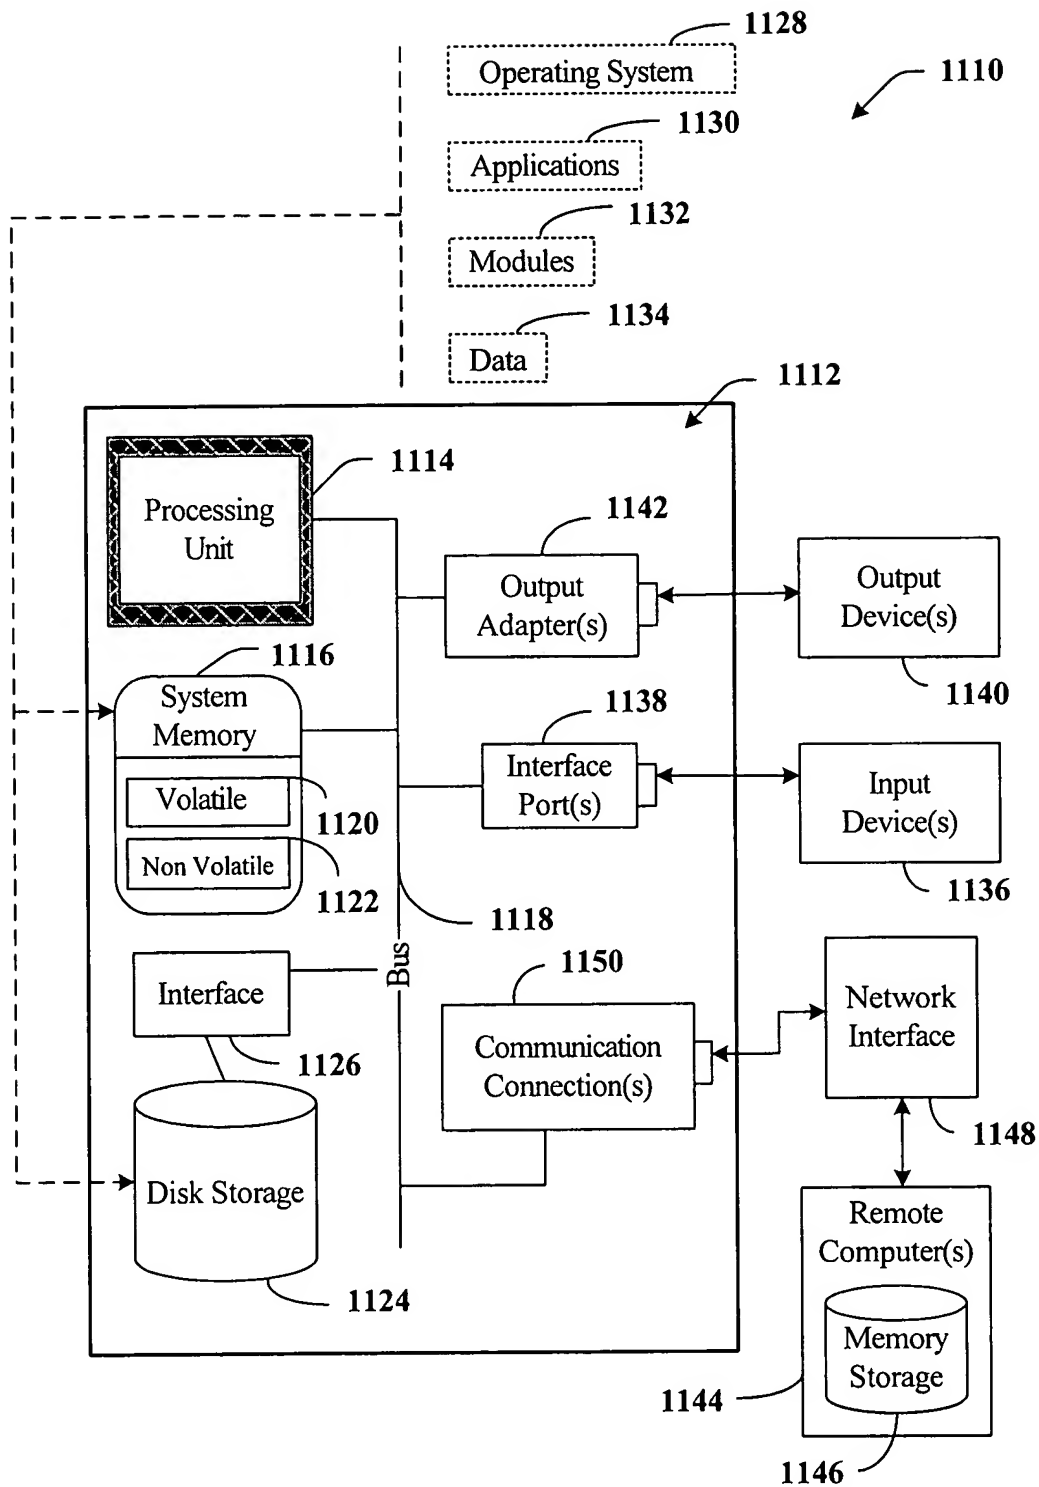 1128
Operating System
1110
1130
Applications
1132
Modules
1134
Data
1112
1114
Processing
Unit
1142
Output
Adapter(s)
Output
Device(s)
1140
1116
System
Memory
1138
Interface
Port(s)
Input
Device(s)
1136
Volatile
1120
Non Volatile
1122
1118
Bus
Interface
1126
1150
Communication
Connection(s)
Network
Interface
1148
Disk Storage
1124
Remote
Computer(s)
Memory
Storage
1144
1146